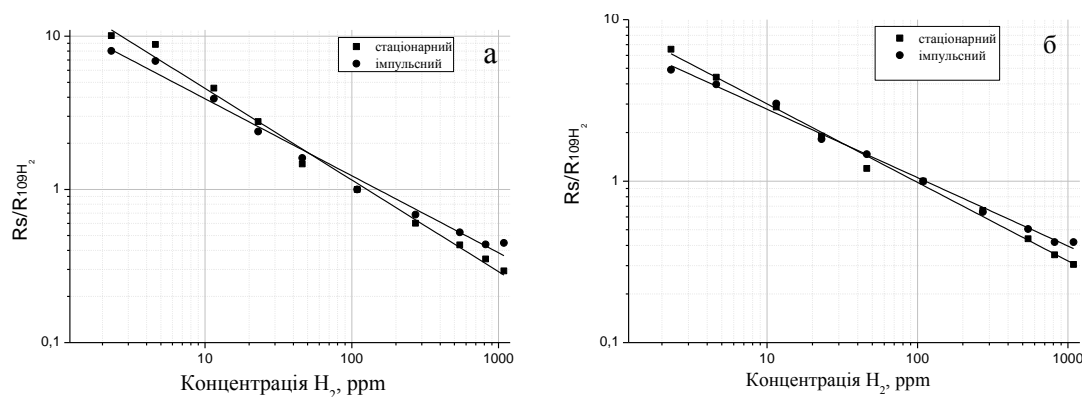 10
1
0,1
Rs/R109H2
10
100
1000
Концентрація H2, ppm
стаціонарний
імпульсний
а
10
1
0,1
Rs/R109H2
10
100
1000
Концентрація H2, ppm
стаціонарний
імпульсний
б